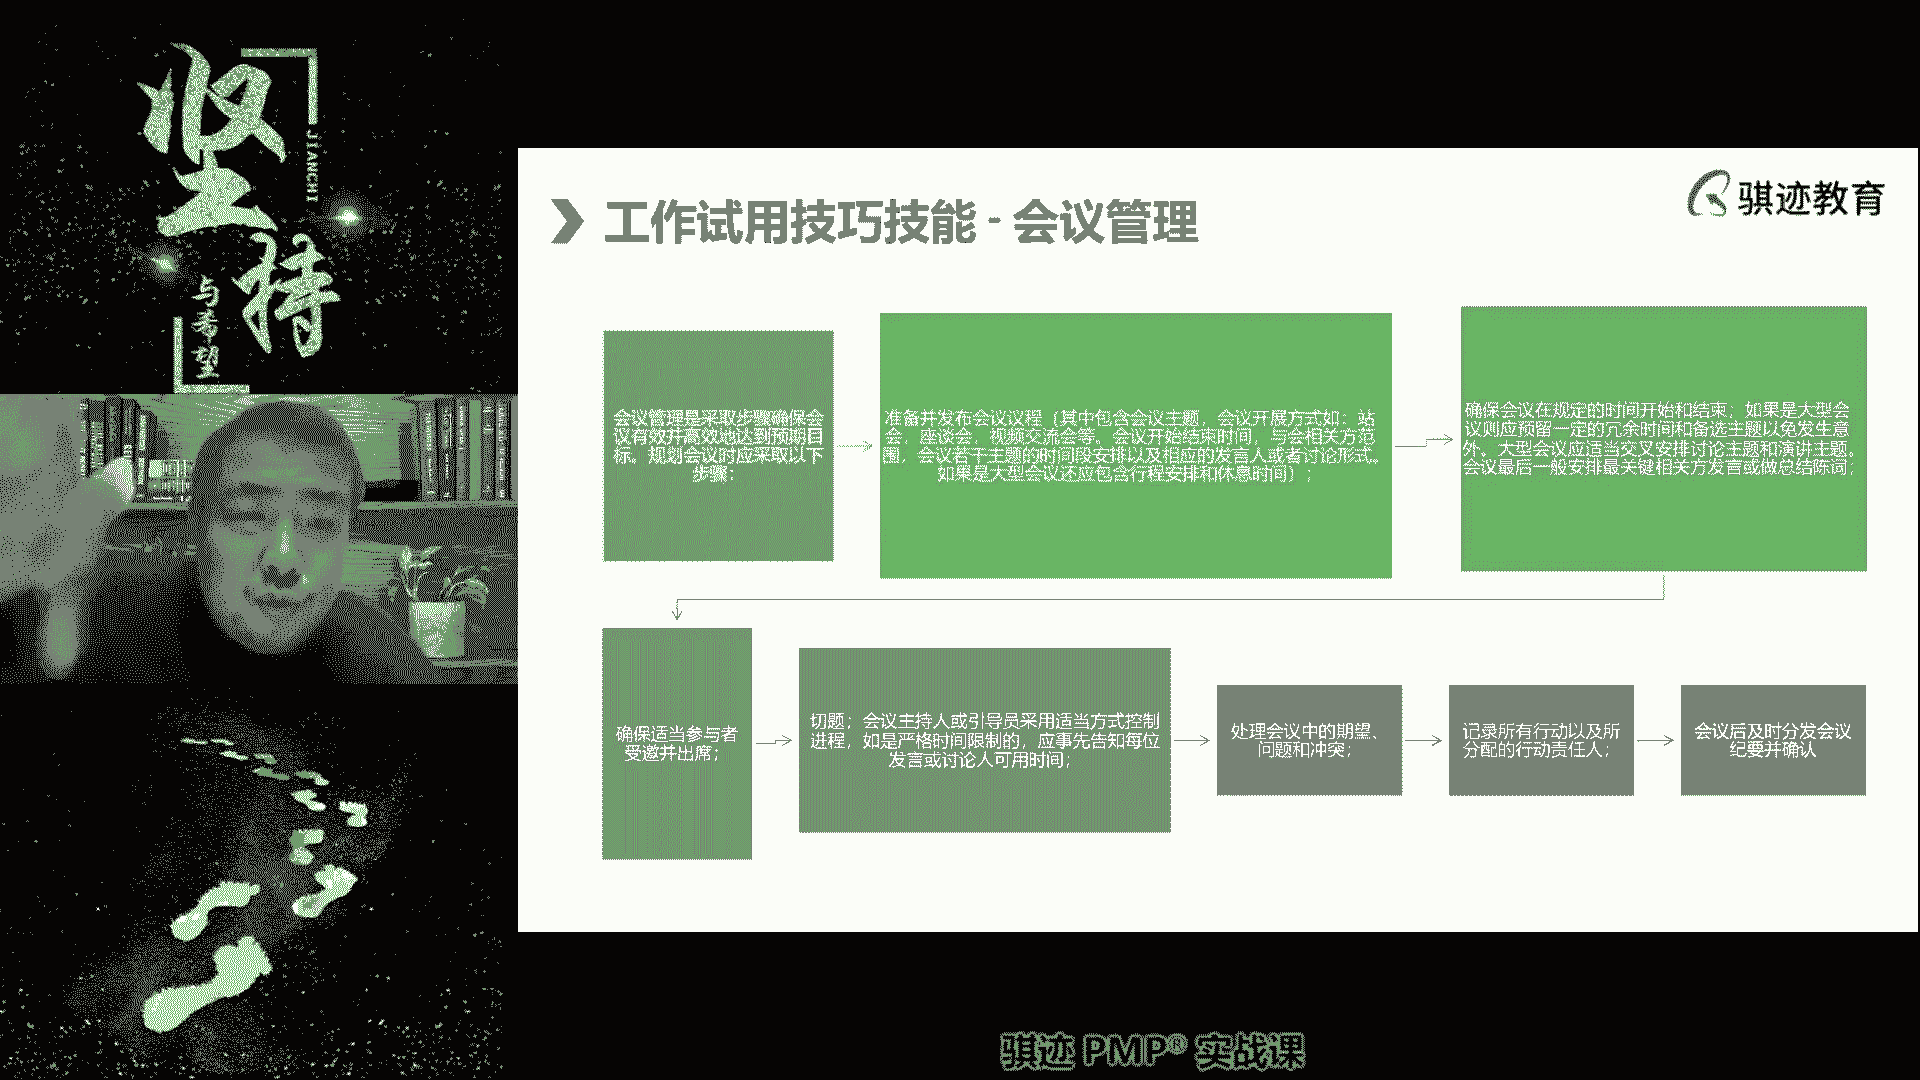 坚持
JIANCHI
与希望
骐迹教育
工作试用技巧技能 - 会议管理
会议管理是采取步骤确保会
议有效并高效地达到预期目
标。规划会议时应采取以下
步骤：
准备并发布会议议程（其中包含会议主题，会议开展方式如：站
会，座谈会，视频交流会等。会议开始结束时间，与会相关方范
围，会议若干主题的时间段安排以及相应的发言人或者讨论形式。
如果是大型会议还应包含行程安排和休息时间）；
确保会议在规定的时间开始和结束；如果是大型会
议则应预留一定的冗余时间和备选主题以免发生意
外。大型会议应适当交叉安排讨论主题和演讲主题。
会议最后一般安排最关键相关方发言或做总结陈词；
确保适当参与者
受邀并出席；
切题；会议主持人或引导员采用适当方式控制
进程，如是严格时间限制的，应事先告知每位
发言或讨论人可用时间；
处理会议中的期望、
问题和冲突；
记录所有行动以及所
分配的行动责任人；
会议后及时分发会议
纪要并确认
骐迹 PMP® 实战课